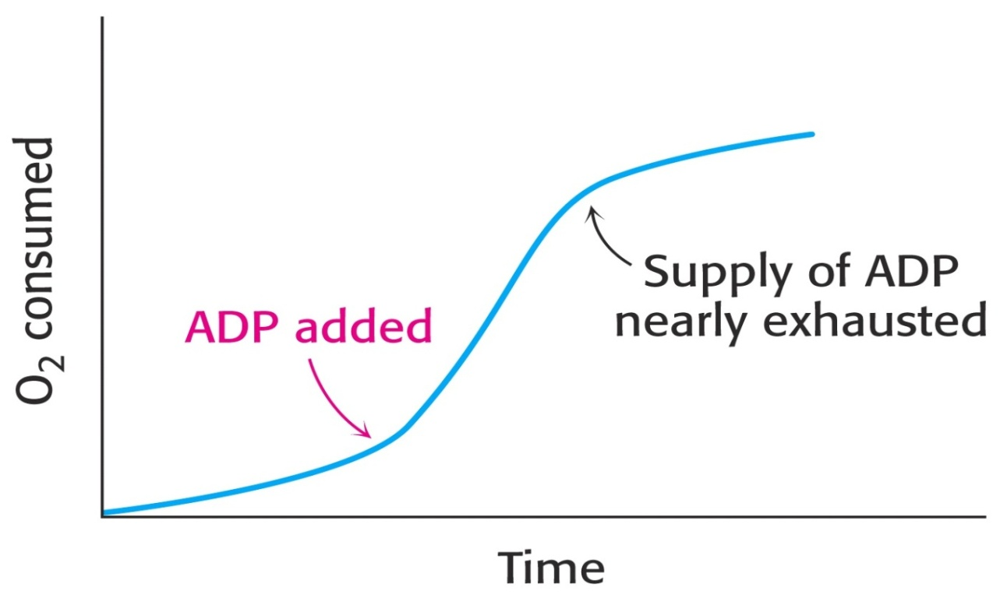 O₂ consumed
ADP added
Supply of ADP
nearly exhausted
Time